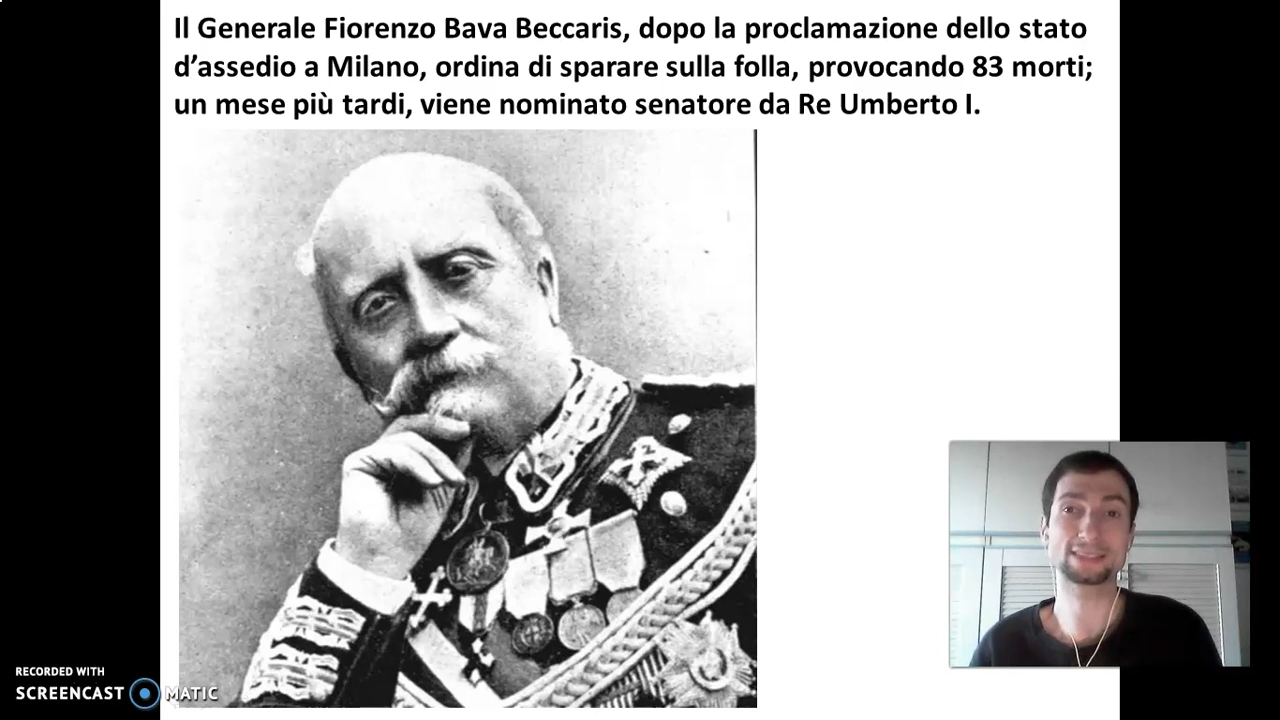 Il Generale Fiorenzo Bava Beccaris, dopo la proclamazione dello stato
d’assedio a Milano, ordina di sparare sulla folla, provocando 83 morti;
un mese più tardi, viene nominato senatore da Re Umberto I.
RECORDED WITH
SCREENCAST MATIC